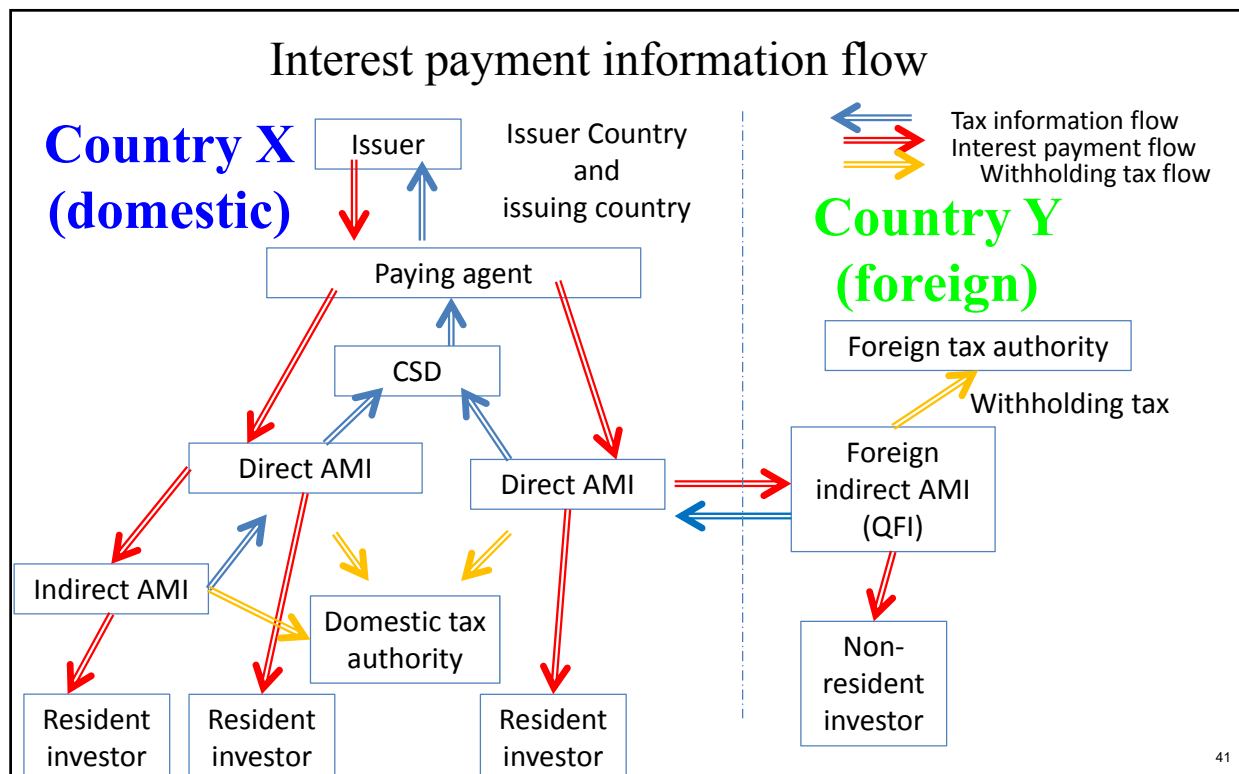 Interest payment information flow
Country X
(domestic)
Issuer
Issuer Country
and
issuing country
Tax information flow
Interest payment flow
Withholding tax flow
Country Y
(foreign)
Paying agent
CSD
Foreign tax authority
Withholding tax
Direct AMI
Direct AMI
Foreign
indirect AMI
(QFI)
Indirect AMI
Domestic tax
authority
Non-
resident
investor
Resident
investor
Resident
investor
Resident
investor
41